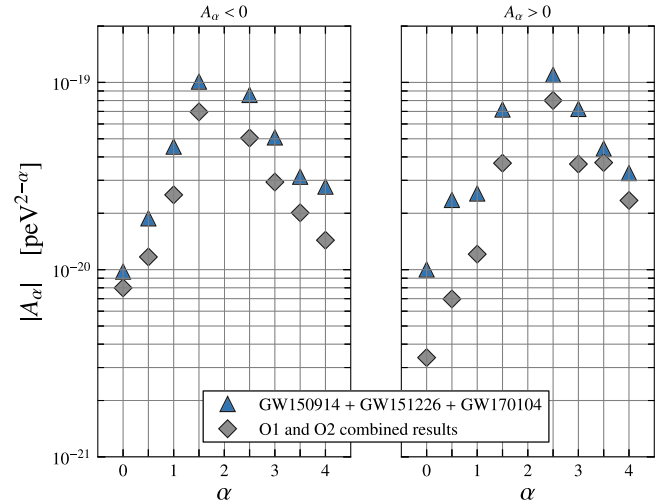 A_α < 0
A_α > 0
|A_α| [peV^{2−α}]
10^{−19}
10^{−20}
10^{−21}
GW150914 + GW151226 + GW170104
O1 and O2 combined results
0 1 2 3 4
0 1 2 3 4
α
α